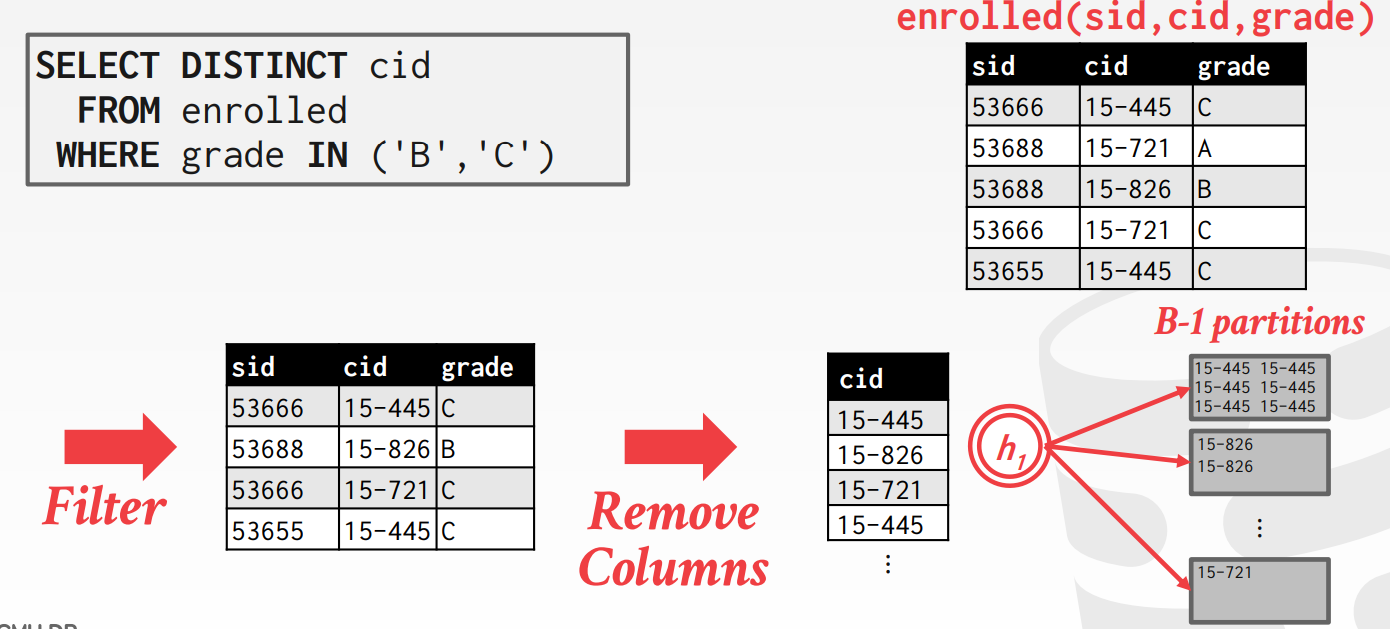 enrolled(sid,cid,grade)
SELECT DISTINCT cid
FROM enrolled
WHERE grade IN ('B','C')
sid cid grade
53666 15-445 C
53688 15-721 A
53688 15-826 B
53666 15-721 C
53655 15-445 C
Filter
sid cid grade
53666 15-445 C
53688 15-826 B
53666 15-721 C
53655 15-445 C
Remove
Columns
cid
15-445
15-826
15-721
15-445
⋮
h1
B-1 partitions
15-445 15-445
15-445 15-445
15-445 15-445
15-826
15-826
⋮
15-721